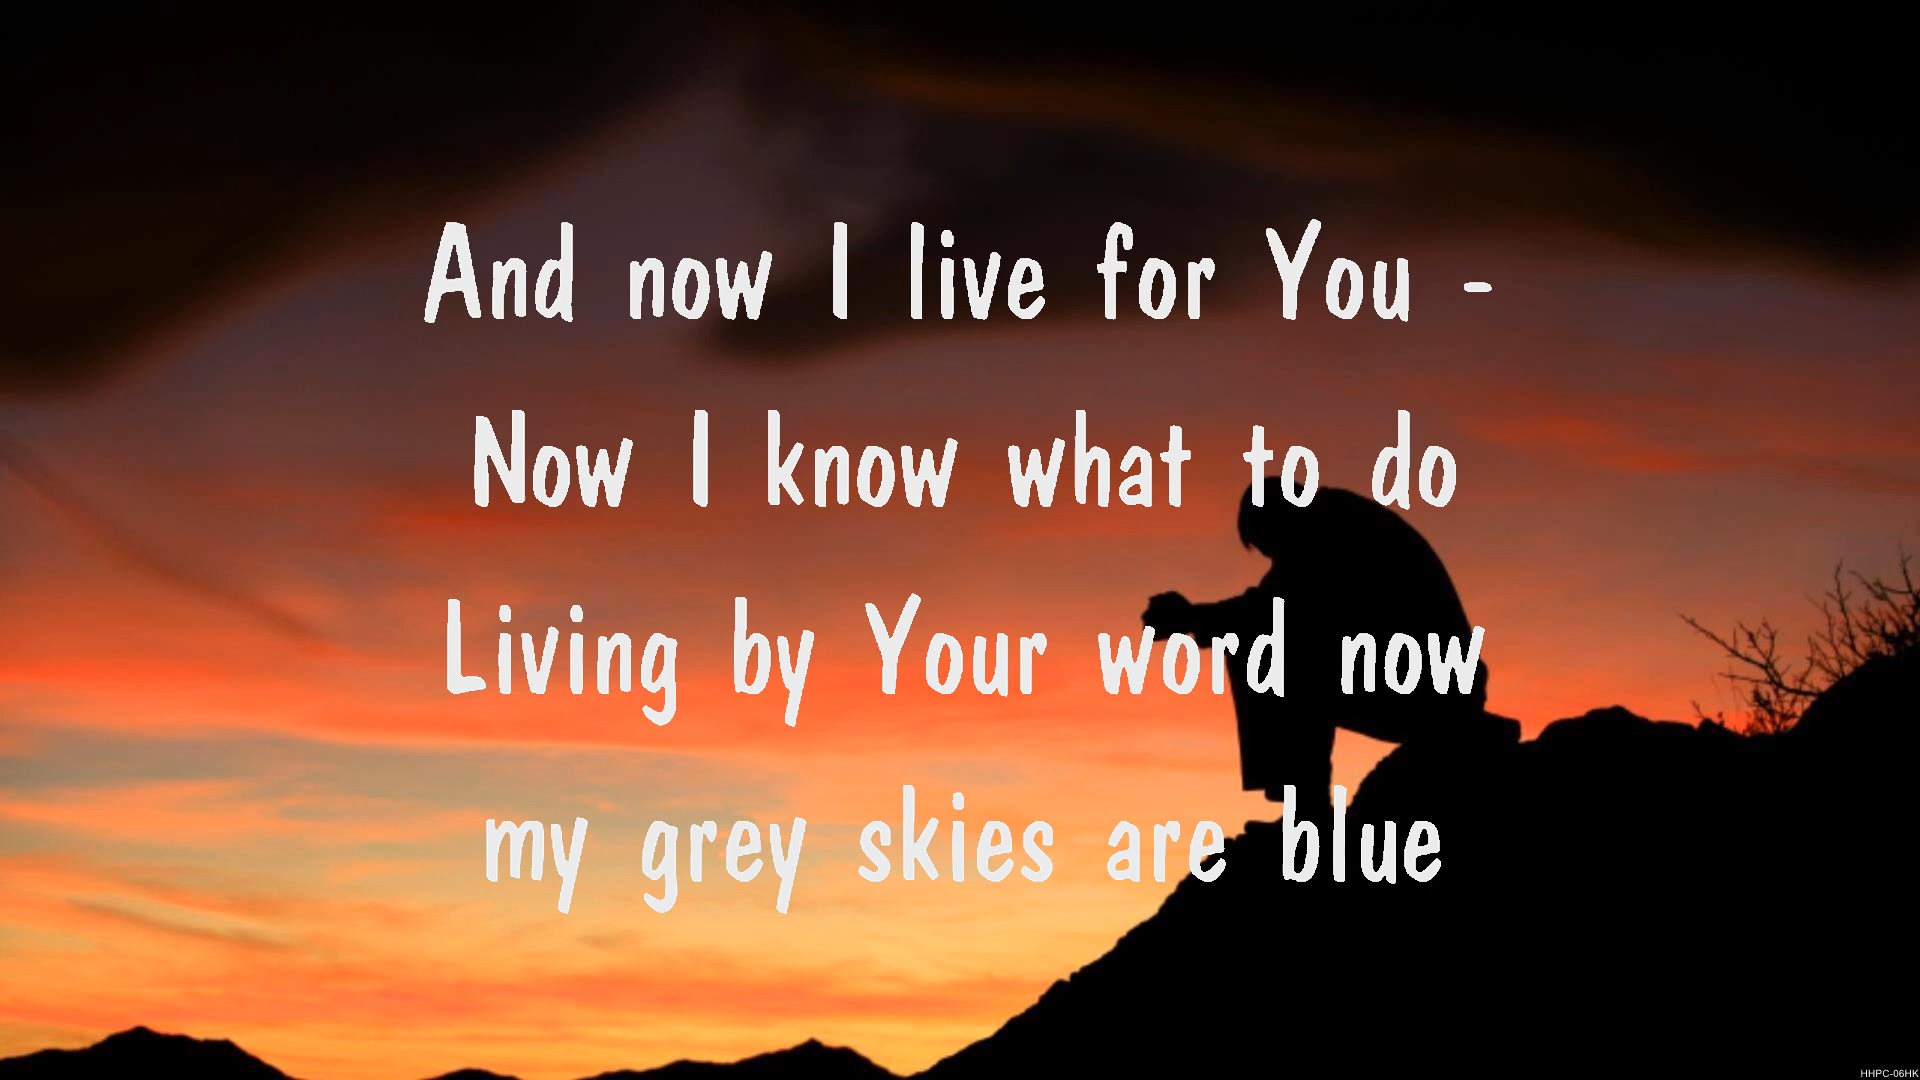 And now I live for You -
Now I know what to do
Living by Your word now
my grey skies are blue
HHPC-06HK